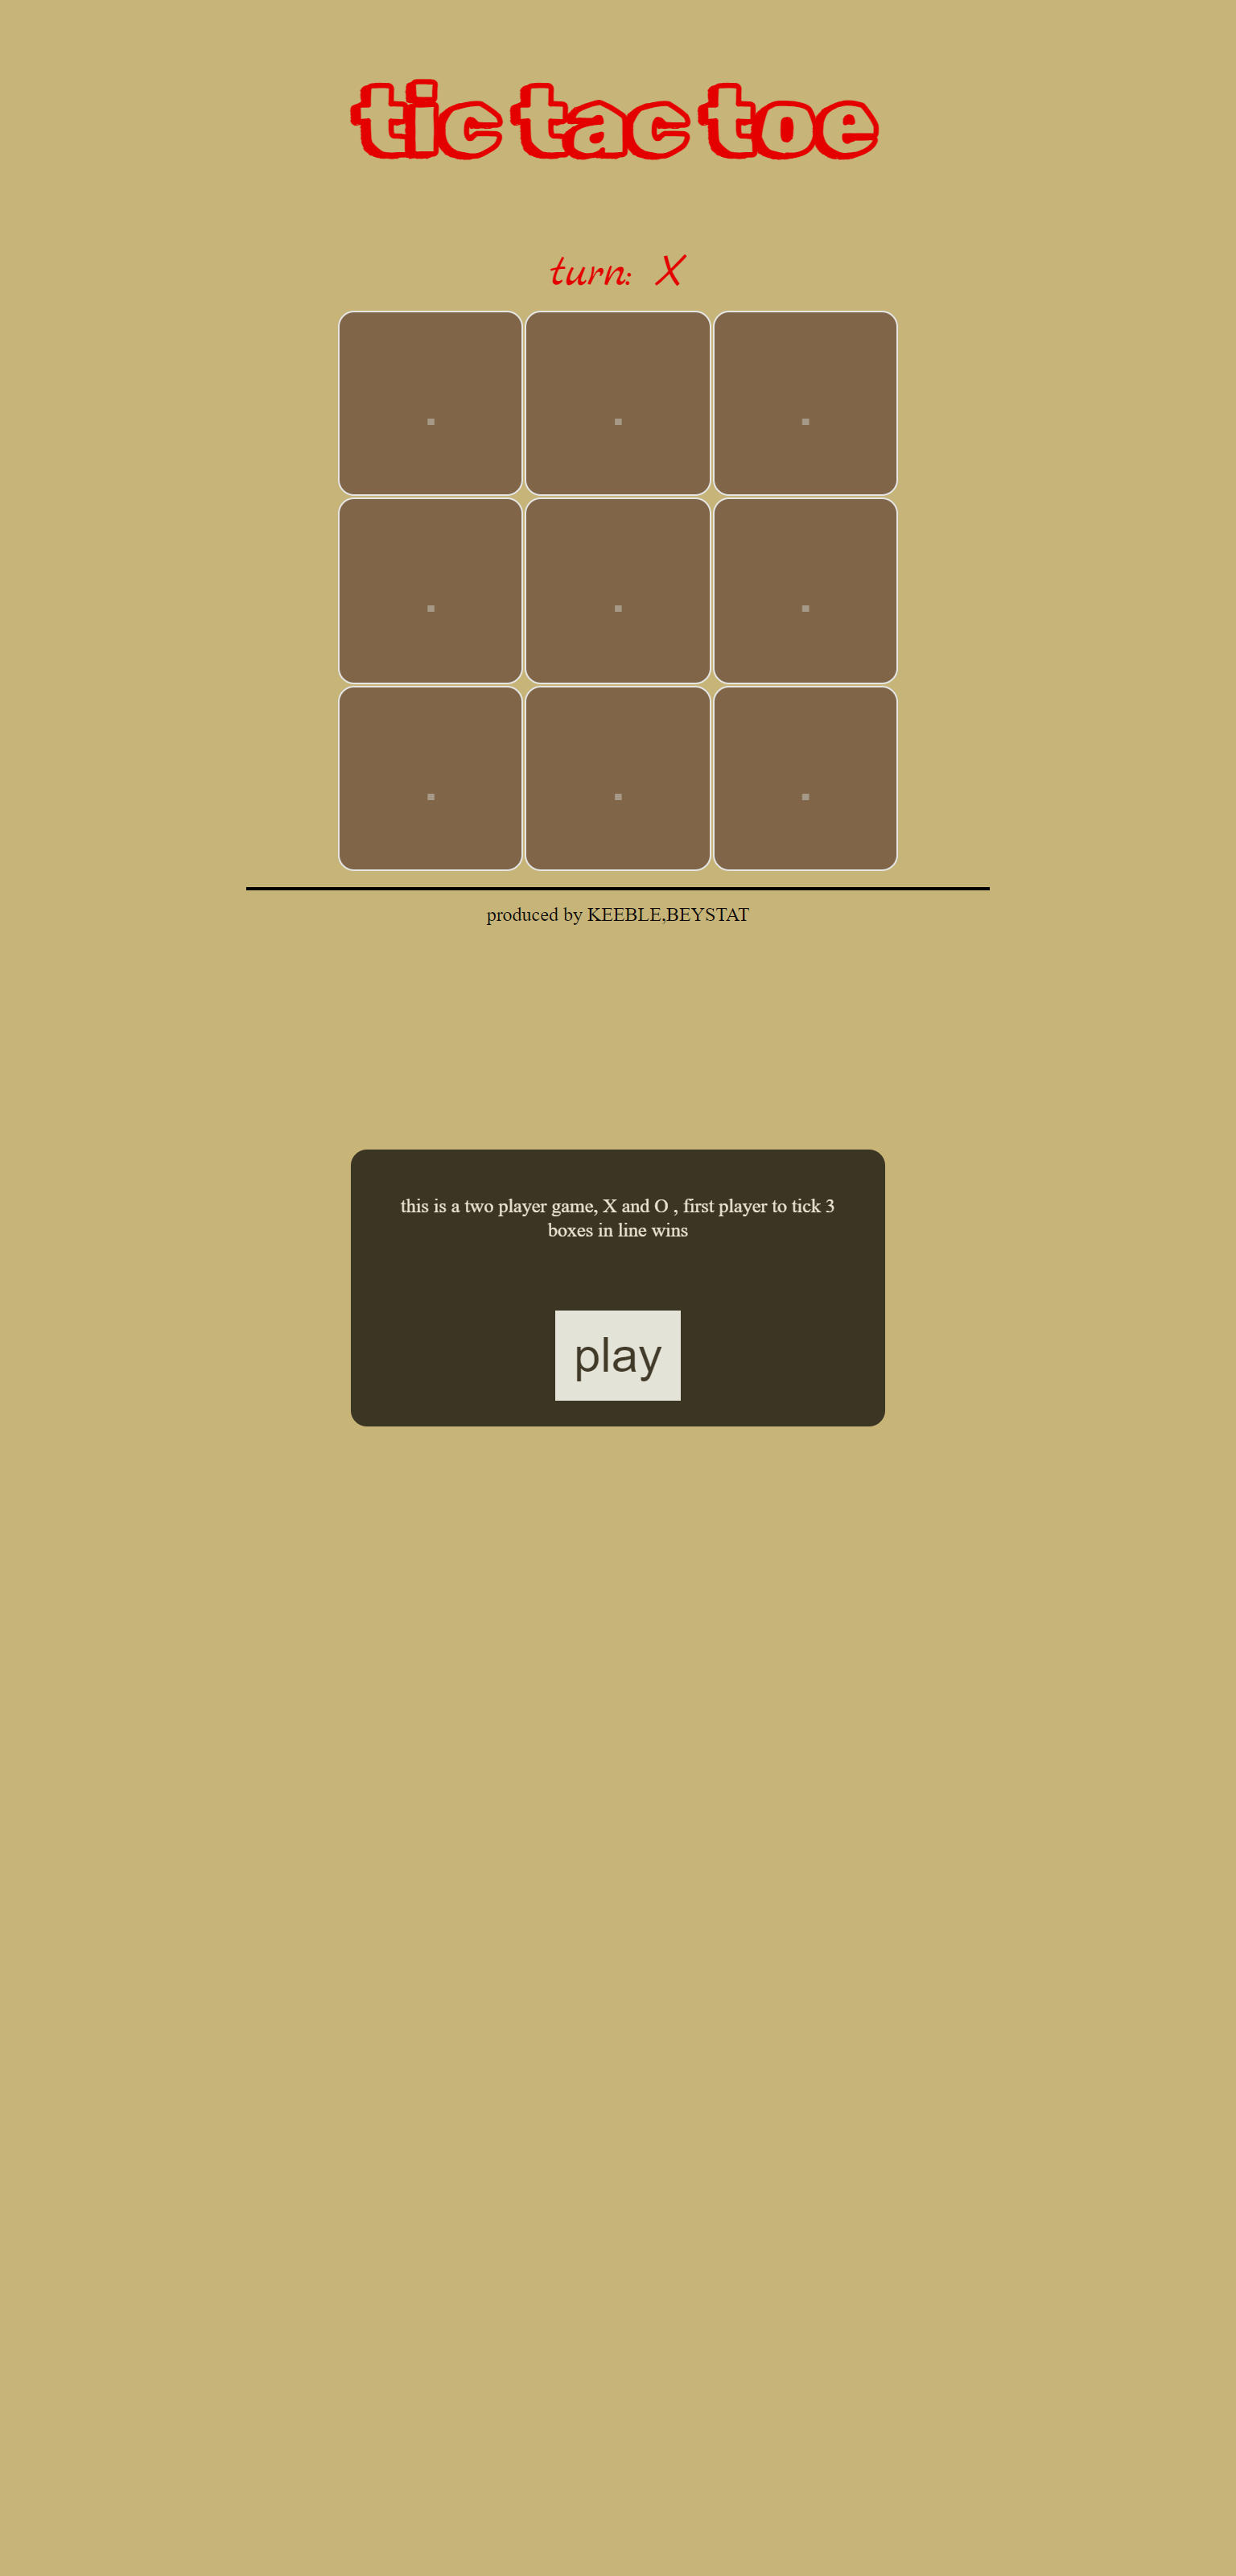 tic tac toe
turn: X
. . .
. . .
. . .
produced by KEEBLE,BEYSTAT
this is a two player game, X and O , first player to tick 3
boxes in line wins
play